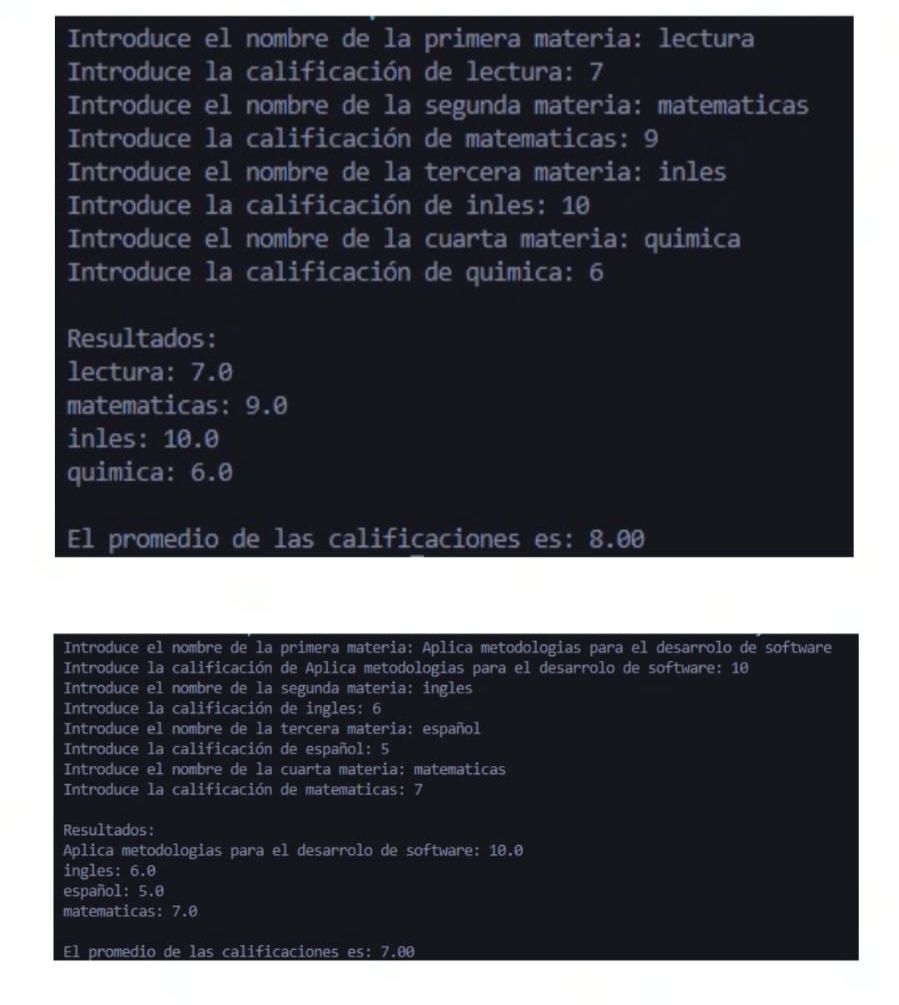 Introduce el nombre de la primera materia: lectura
Introduce la calificación de lectura: 7
Introduce el nombre de la segunda materia: matematicas
Introduce la calificación de matematicas: 9
Introduce el nombre de la tercera materia: inles
Introduce la calificación de inles: 10
Introduce el nombre de la cuarta materia: quimica
Introduce la calificación de quimica: 6
Resultados:
lectura: 7.0
matematicas: 9.0
inles: 10.0
quimica: 6.0
El promedio de las calificaciones es: 8.00
Introduce el nombre de la primera materia: Aplica metodologias para el desarrolo de software
Introduce la calificación de Aplica metodologias para el desarrolo de software: 10
Introduce el nombre de la segunda materia: ingles
Introduce la calificación de ingles: 6
Introduce el nombre de la tercera materia: español
Introduce la calificación de español: 5
Introduce el nombre de la cuarta materia: matematicas
Introduce la calificación de matematicas: 7
Resultados:
Aplica metodologias para el desarrolo de software: 10.0
ingles: 6.0
español: 5.0
matematicas: 7.0
El promedio de las calificaciones es: 7.00